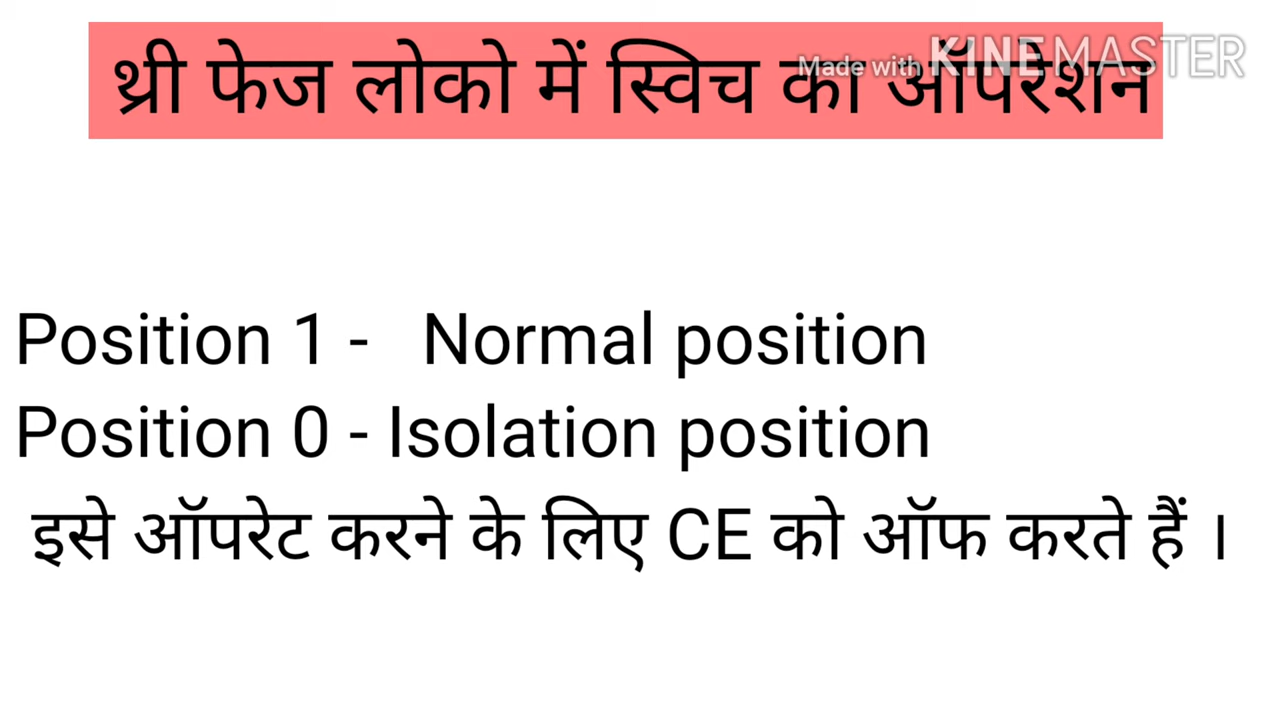 थ्री फेज लोको में स्विच का ऑपरेशन
Made with KINEMASTER
Position 1 - Normal position
Position 0 - Isolation position
इसे ऑपरेट करने के लिए CE को ऑफ करते हैं ।